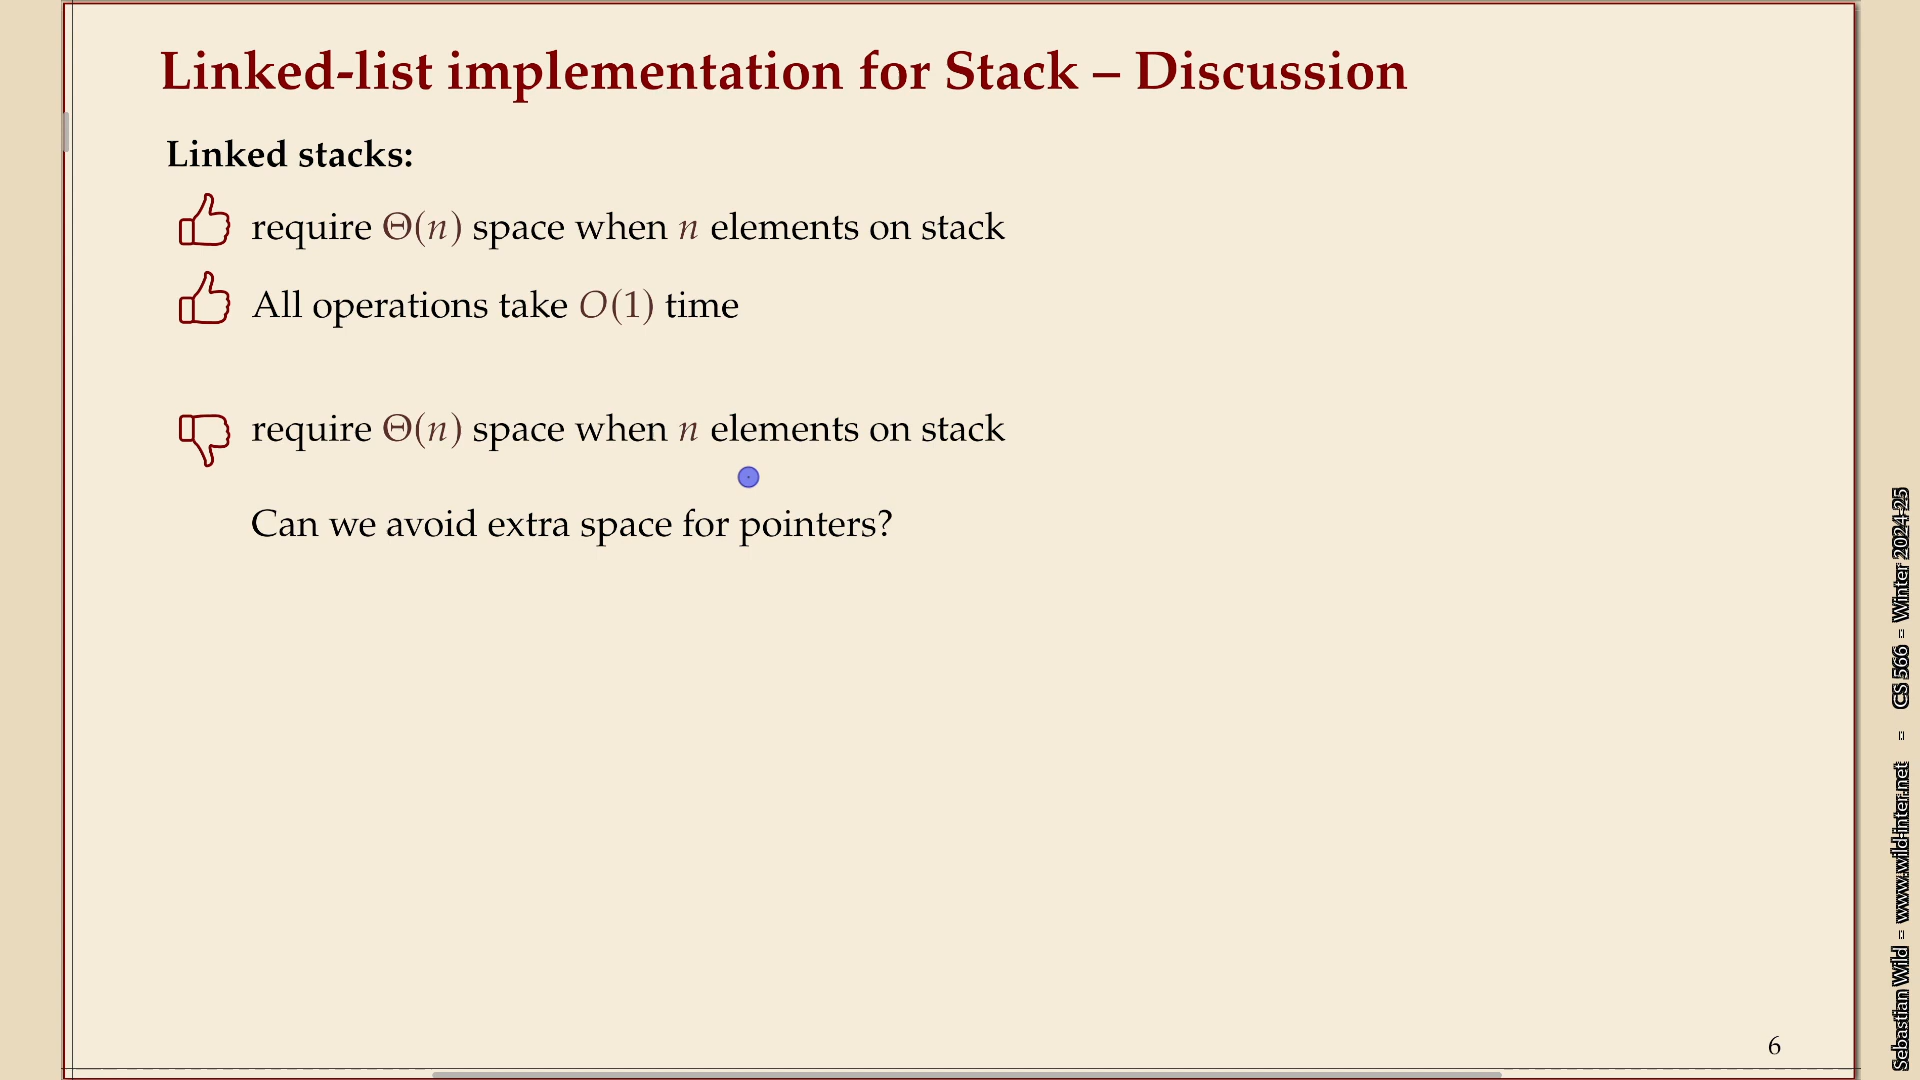 Linked-list implementation for Stack – Discussion
Linked stacks:
require Θ(n) space when n elements on stack
All operations take O(1) time
require Θ(n) space when n elements on stack
Can we avoid extra space for pointers?
6
Sebastian Wild – www.wild-inter.net – CS 566 – Winter 2024-25